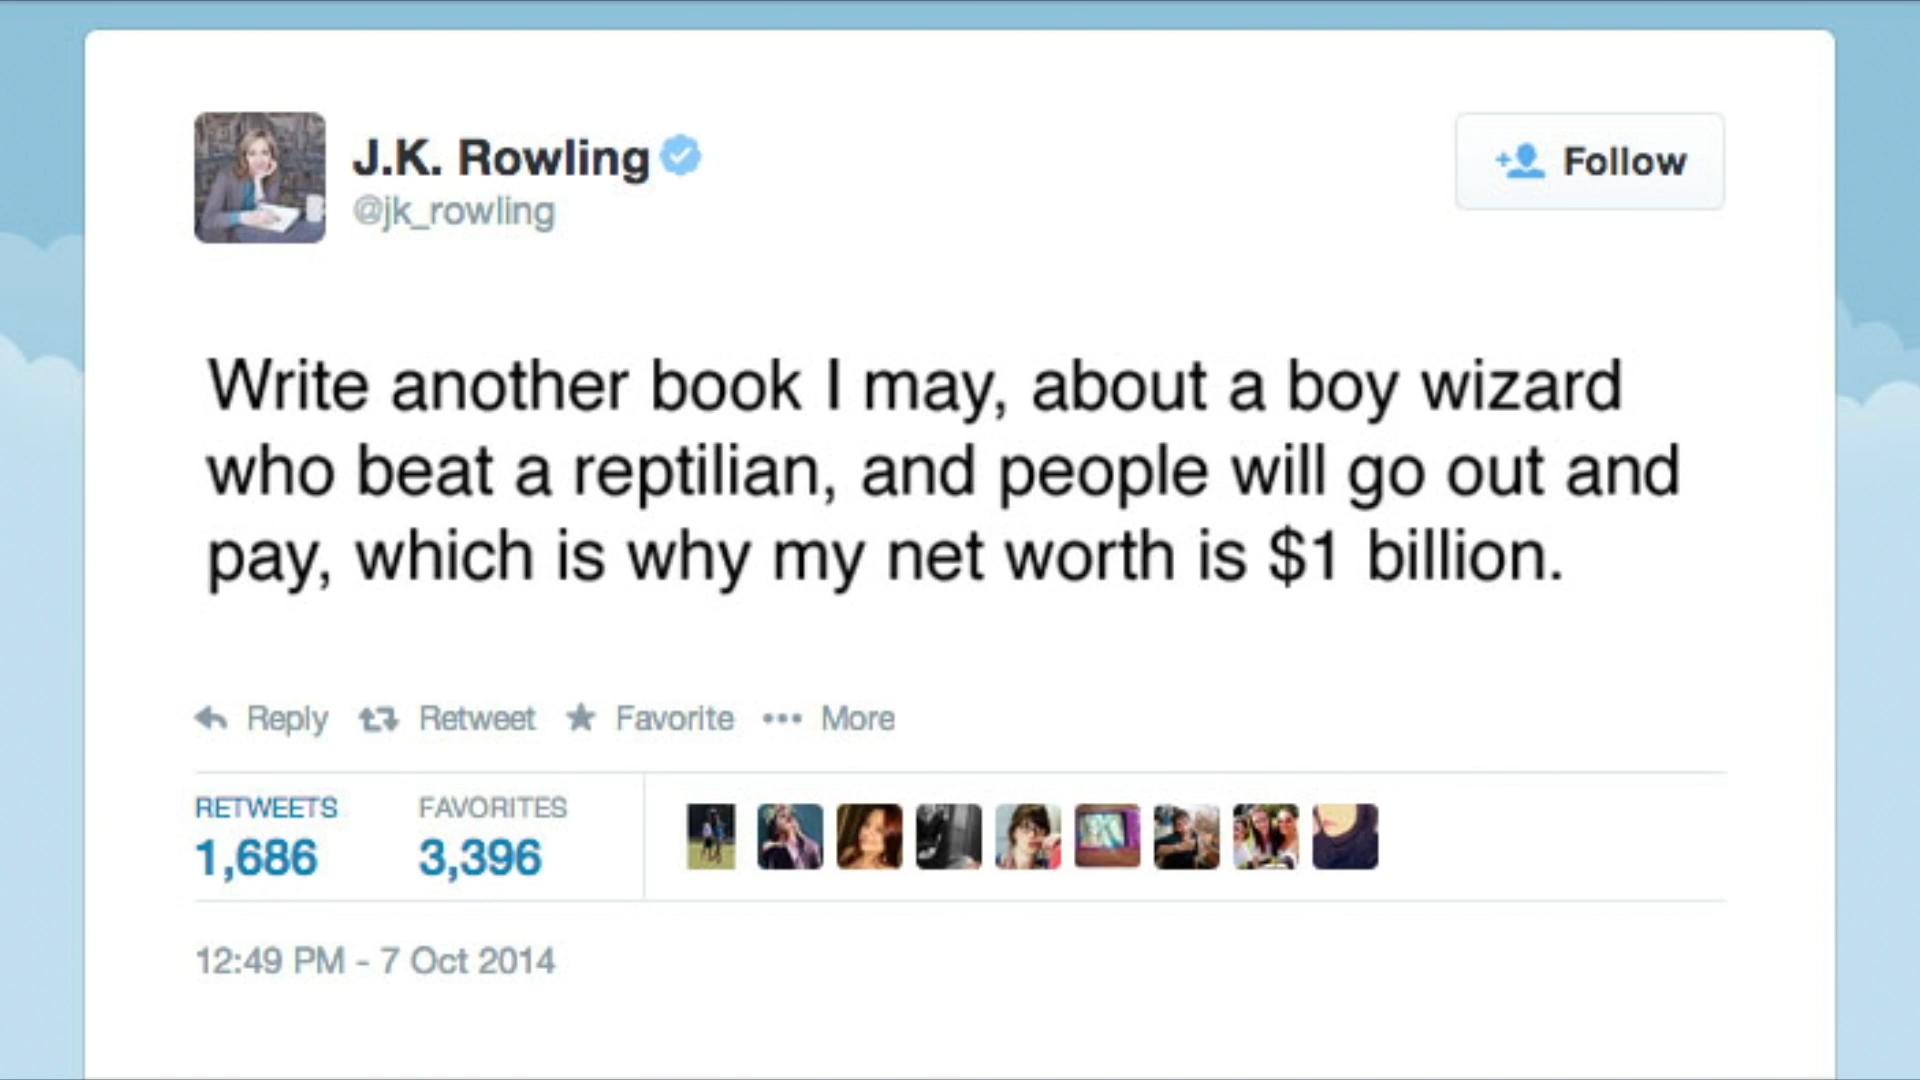 J.K. Rowling
@jk_rowling
Follow
Write another book I may, about a boy wizard
who beat a reptilian, and people will go out and
pay, which is why my net worth is $1 billion.
Reply Retweet Favorite More
RETWEETS FAVORITES
1,686 3,396
12:49 PM - 7 Oct 2014